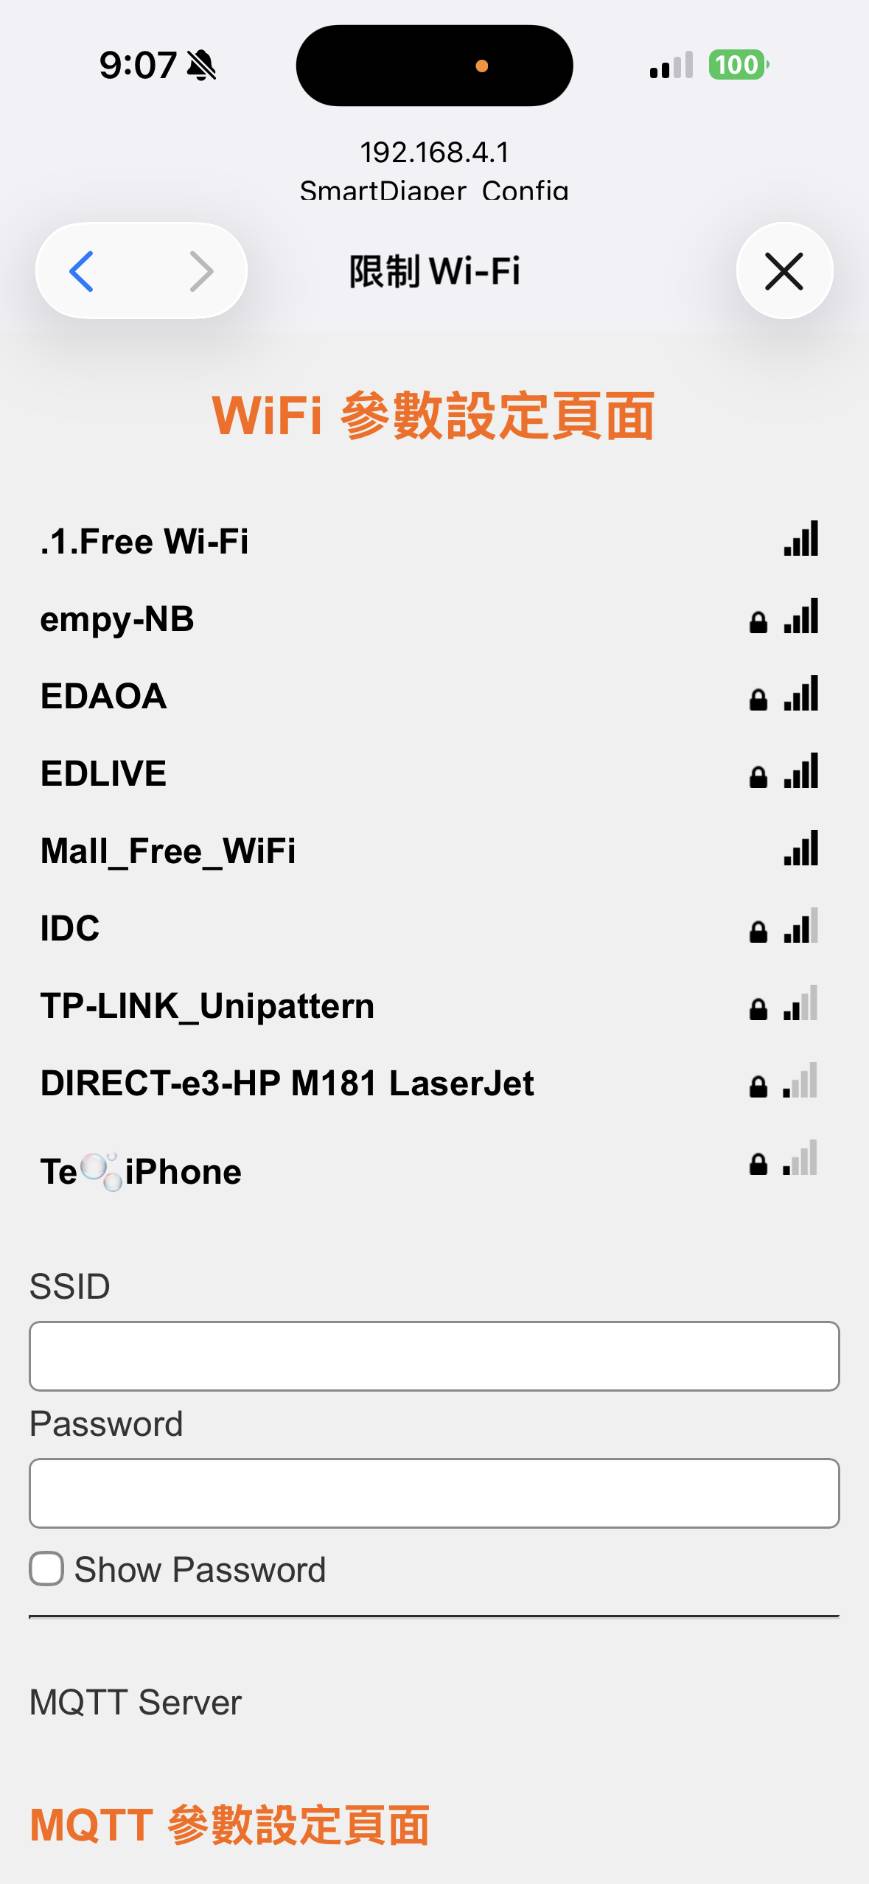 9:07
100
192.168.4.1
SmartDiaper_Config
限制 Wi-Fi
WiFi 參數設定頁面
.1.Free Wi-Fi
empy-NB
EDAOA
EDLIVE
Mall_Free_WiFi
IDC
TP-LINK_Unipattern
DIRECT-e3-HP M181 LaserJet
Te🫧iPhone
SSID
Password
Show Password
MQTT Server
MQTT 參數設定頁面